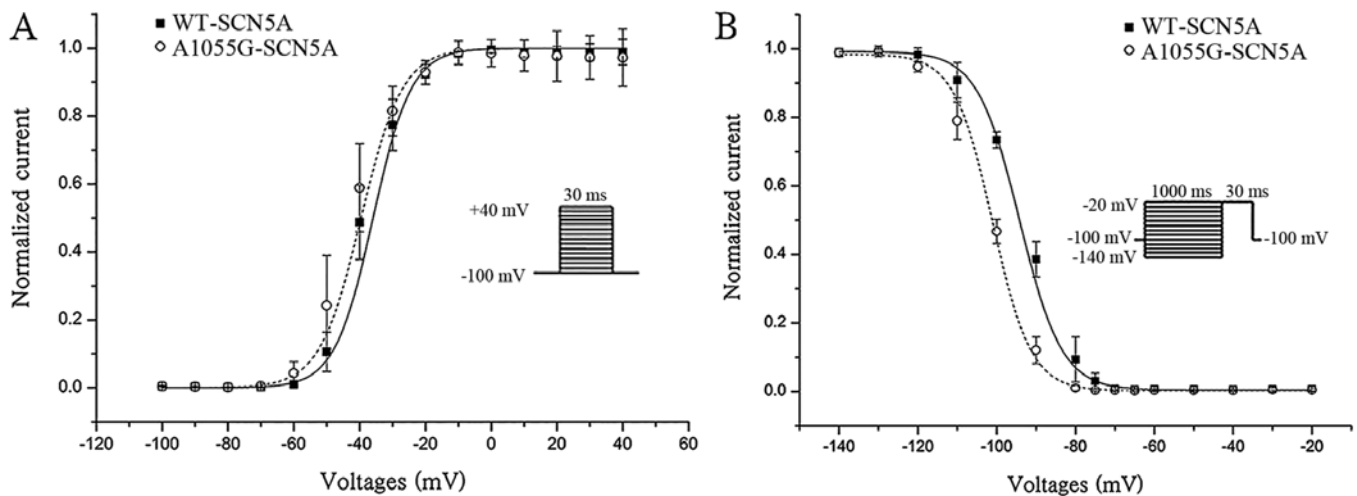 A
WT-SCN5A
A1055G-SCN5A
Normalized current
1.0
0.8
0.6
0.4
0.2
0.0
30 ms
+40 mV
-100 mV
-120 -100 -80 -60 -40 -20 0 20 40 60
Voltages (mV)
B
WT-SCN5A
A1055G-SCN5A
Normalized current
1.0
0.8
0.6
0.4
0.2
0.0
1000 ms 30 ms
-20 mV
-100 mV -100 mV
-140 mV
-140 -120 -100 -80 -60 -40 -20
Voltages (mV)